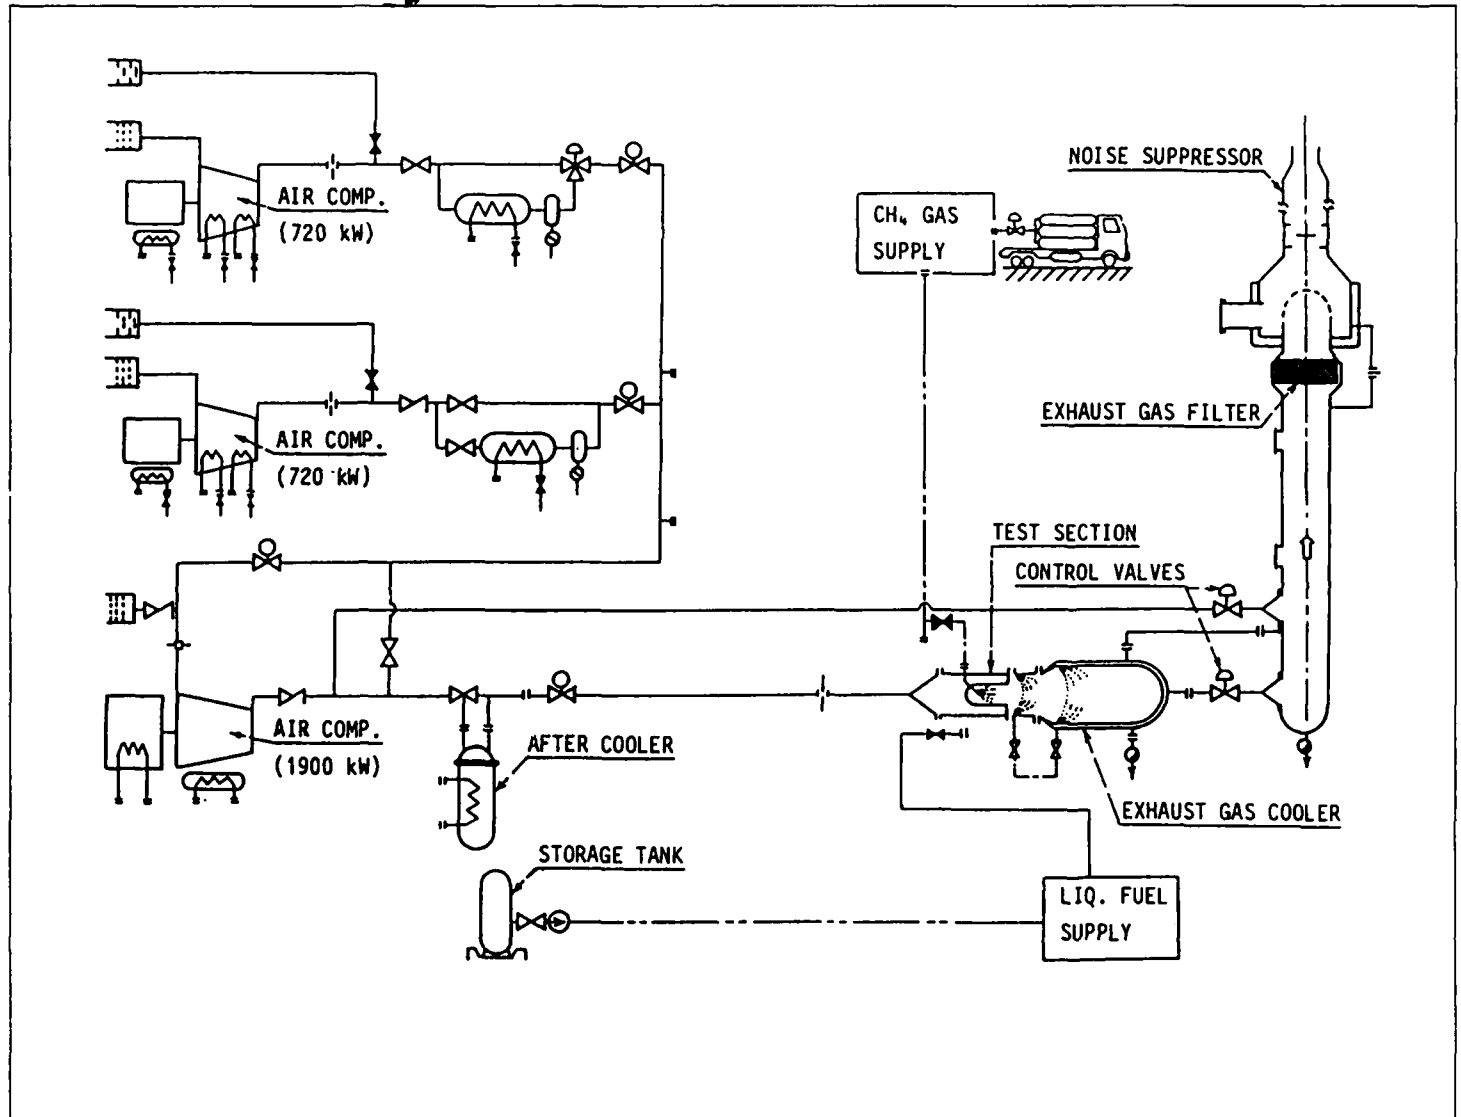 NOISE SUPPRESSOR
AIR COMP.
(720 kW)
CH₄ GAS
SUPPLY
EXHAUST GAS FILTER
AIR COMP.
(720 kW)
TEST SECTION
CONTROL VALVES
AIR COMP.
(1900 kW)
AFTER COOLER
EXHAUST GAS COOLER
STORAGE TANK
LIQ. FUEL
SUPPLY